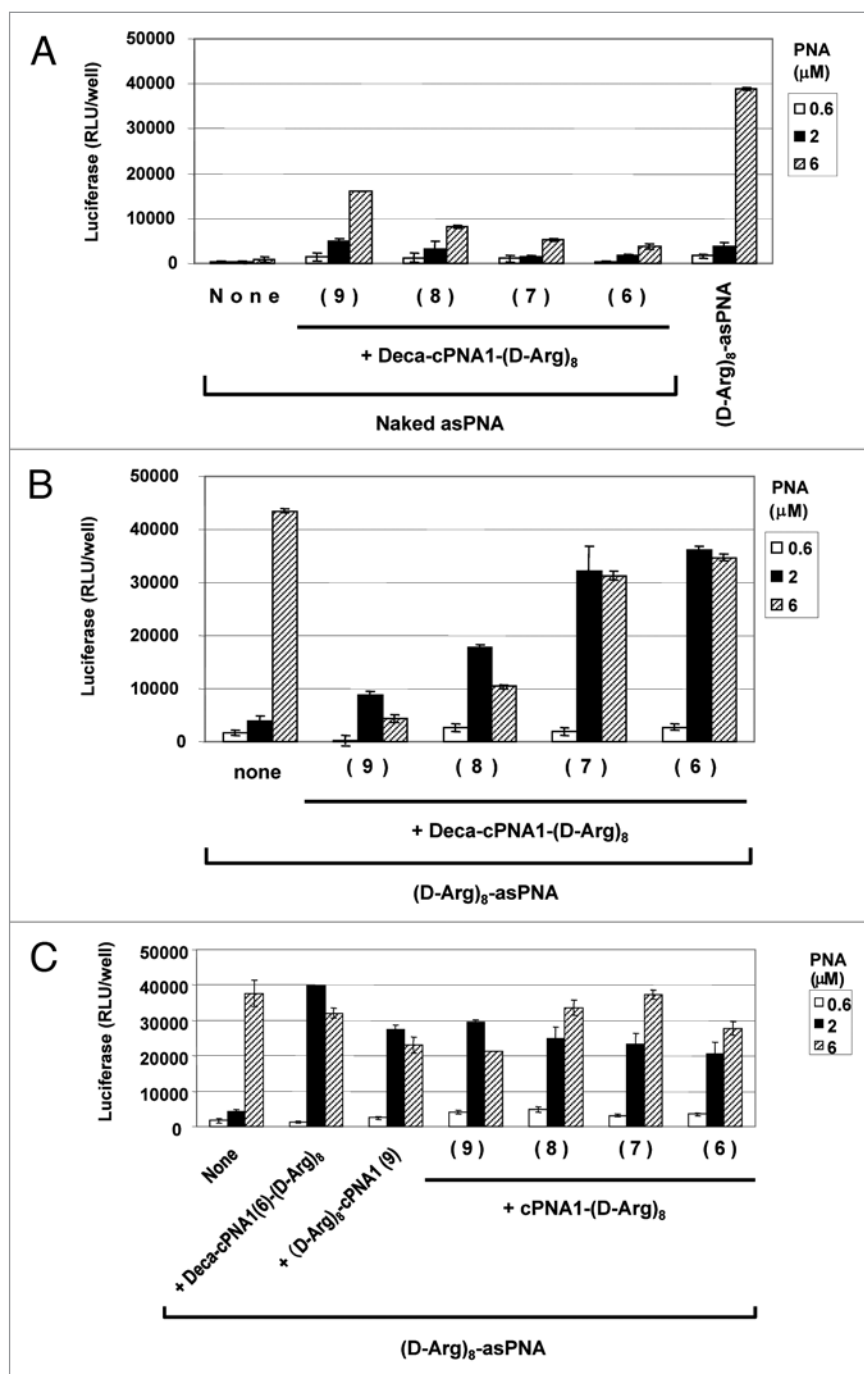 A
Luciferase (RLU/well)
50000
40000
30000
20000
10000
0
None
(9)
(8)
(7)
(6)
+ Deca-cPNA1-(D-Arg)₈
Naked asPNA
(D-Arg)₈-asPNA
PNA
(μM)
0.6
2
6
B
Luciferase (RLU/well)
50000
40000
30000
20000
10000
0
none
(9)
(8)
(7)
(6)
+ Deca-cPNA1-(D-Arg)₈
(D-Arg)₈-asPNA
PNA
(μM)
0.6
2
6
C
Luciferase (RLU/well)
50000
40000
30000
20000
10000
0
None
+ Deca-cPNA1(6)-(D-Arg)₈
+ (D-Arg)₈-cPNA1 (9)
(9)
(8)
(7)
(6)
+ cPNA1-(D-Arg)₈
(D-Arg)₈-asPNA
PNA
(μM)
0.6
2
6